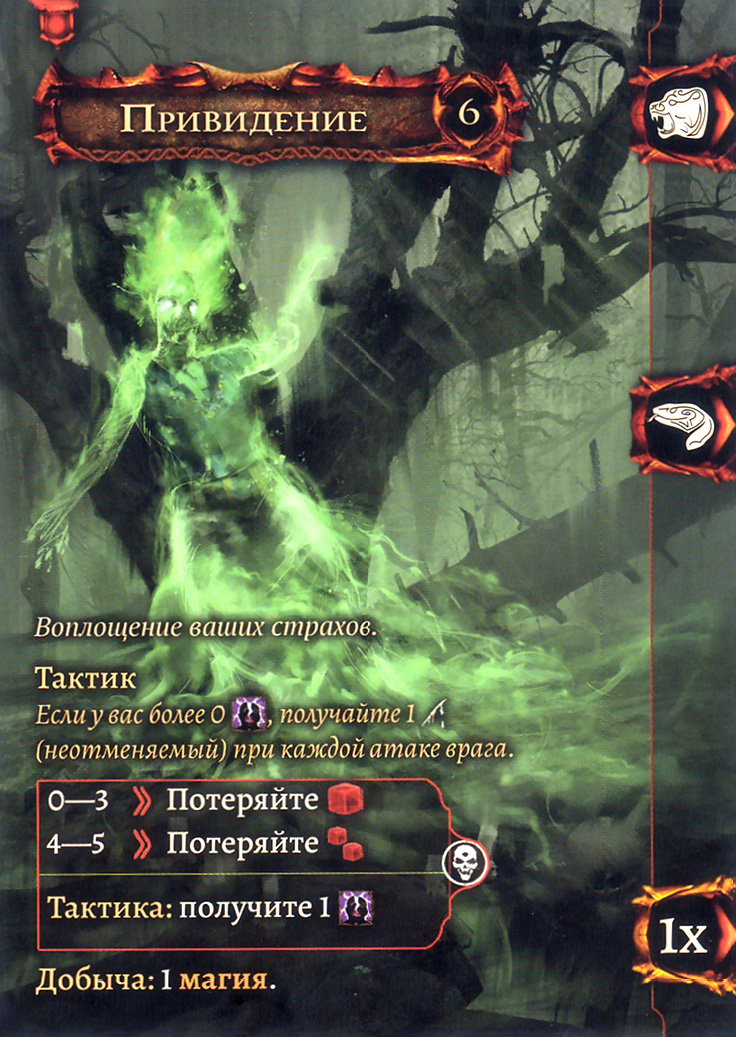 Привидение
6
Воплощение ваших страхов.
Тактик
Если у вас более 0 , получайте 1
(неотменяемый) при каждой атаке врага.
0—3 Потеряйте
4—5 Потеряйте
Тактика: получите 1
1x
Добыча: 1 магия.